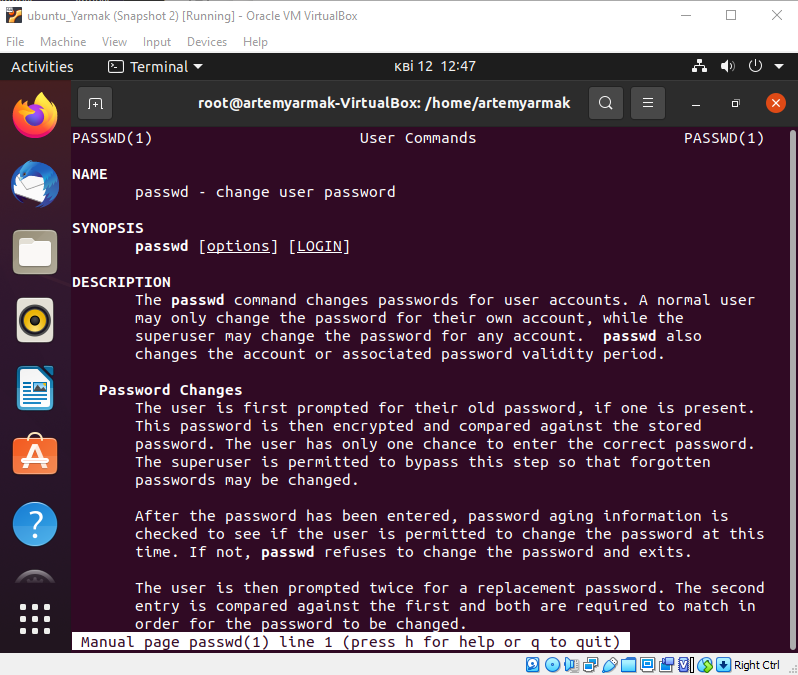 ubuntu_Yarmak (Snapshot 2) [Running] - Oracle VM VirtualBox
File Machine View Input Devices Help
Activities Terminal кві 12 12:47
root@artemyarmak-VirtualBox: /home/artemyarmak
PASSWD(1) User Commands PASSWD(1)
NAME
passwd - change user password
SYNOPSIS
passwd [options] [LOGIN]
DESCRIPTION
The passwd command changes passwords for user accounts. A normal user
may only change the password for their own account, while the
superuser may change the password for any account. passwd also
changes the account or associated password validity period.
Password Changes
The user is first prompted for their old password, if one is present.
This password is then encrypted and compared against the stored
password. The user has only one chance to enter the correct password.
The superuser is permitted to bypass this step so that forgotten
passwords may be changed.
After the password has been entered, password aging information is
checked to see if the user is permitted to change the password at this
time. If not, passwd refuses to change the password and exits.
The user is then prompted twice for a replacement password. The second
entry is compared against the first and both are required to match in
order for the password to be changed.
Manual page passwd(1) line 1 (press h for help or q to quit)
Right Ctrl